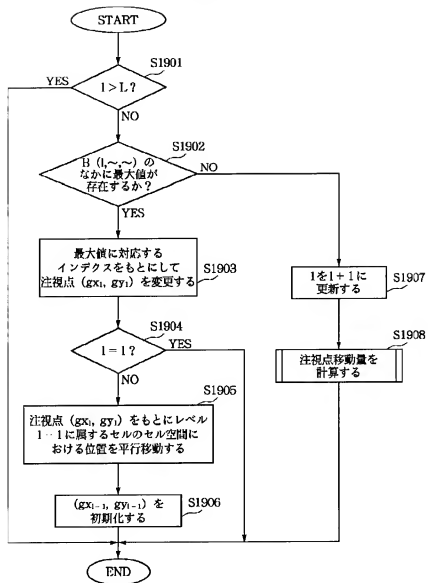 START
S1901
YES
l＞L？
NO
S1902
B（l,～,～）の
なかに最大値が
存在するか？
NO
YES
最大値に対応する
インデクスをもとにして
注視点（gxl, gyl）を変更する
S1903
lをl＋1に
更新する
S1907
S1904
l＝1？
YES
NO
S1908
注視点移動量を
計算する
S1905
注視点（gxl, gyl）をもとにレベル
l－1に属するセルのセル空間に
おける位置を平行移動する
（gxl−1, gyl−1）を
初期化する
S1906
END